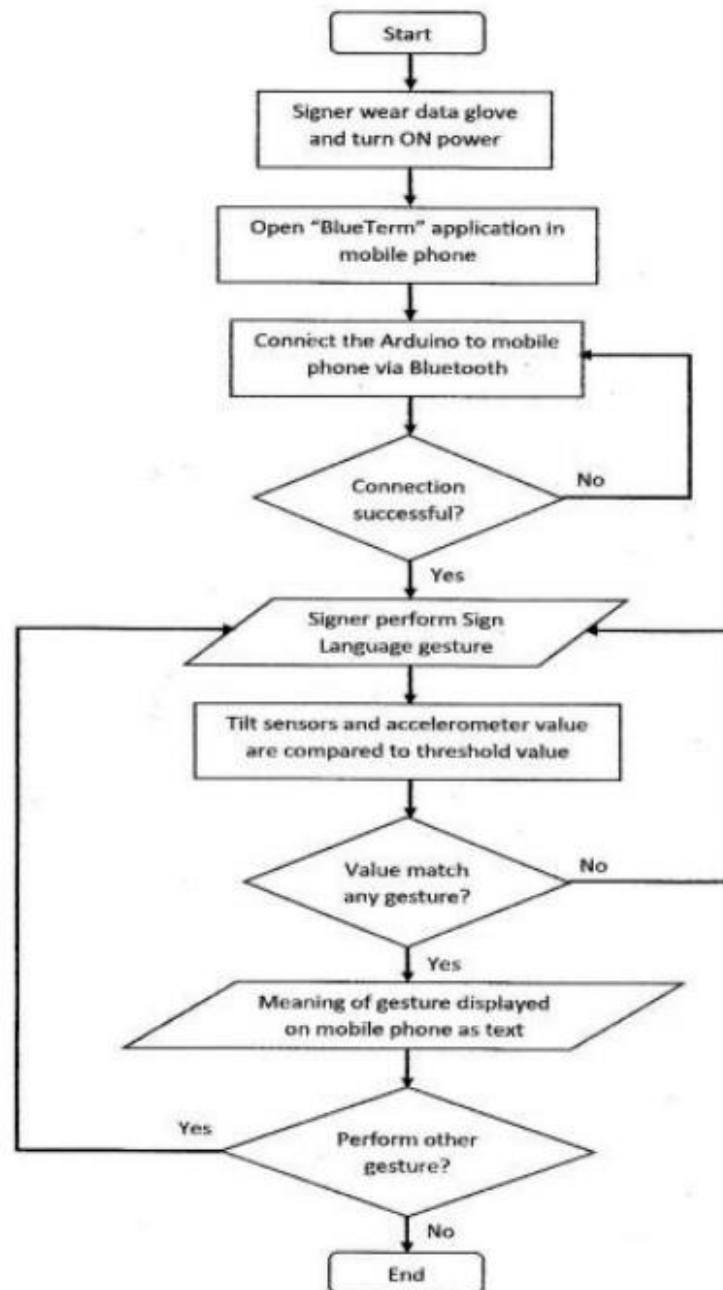 Start
Signer wear data glove
and turn ON power
Open “BlueTerm” application in
mobile phone
Connect the Arduino to mobile
phone via Bluetooth
Connection
successful?
No
Yes
Signer perform Sign
Language gesture
Tilt sensors and accelerometer value
are compared to threshold value
Value match
any gesture?
No
Yes
Meaning of gesture displayed
on mobile phone as text
Yes
Perform other
gesture?
No
End